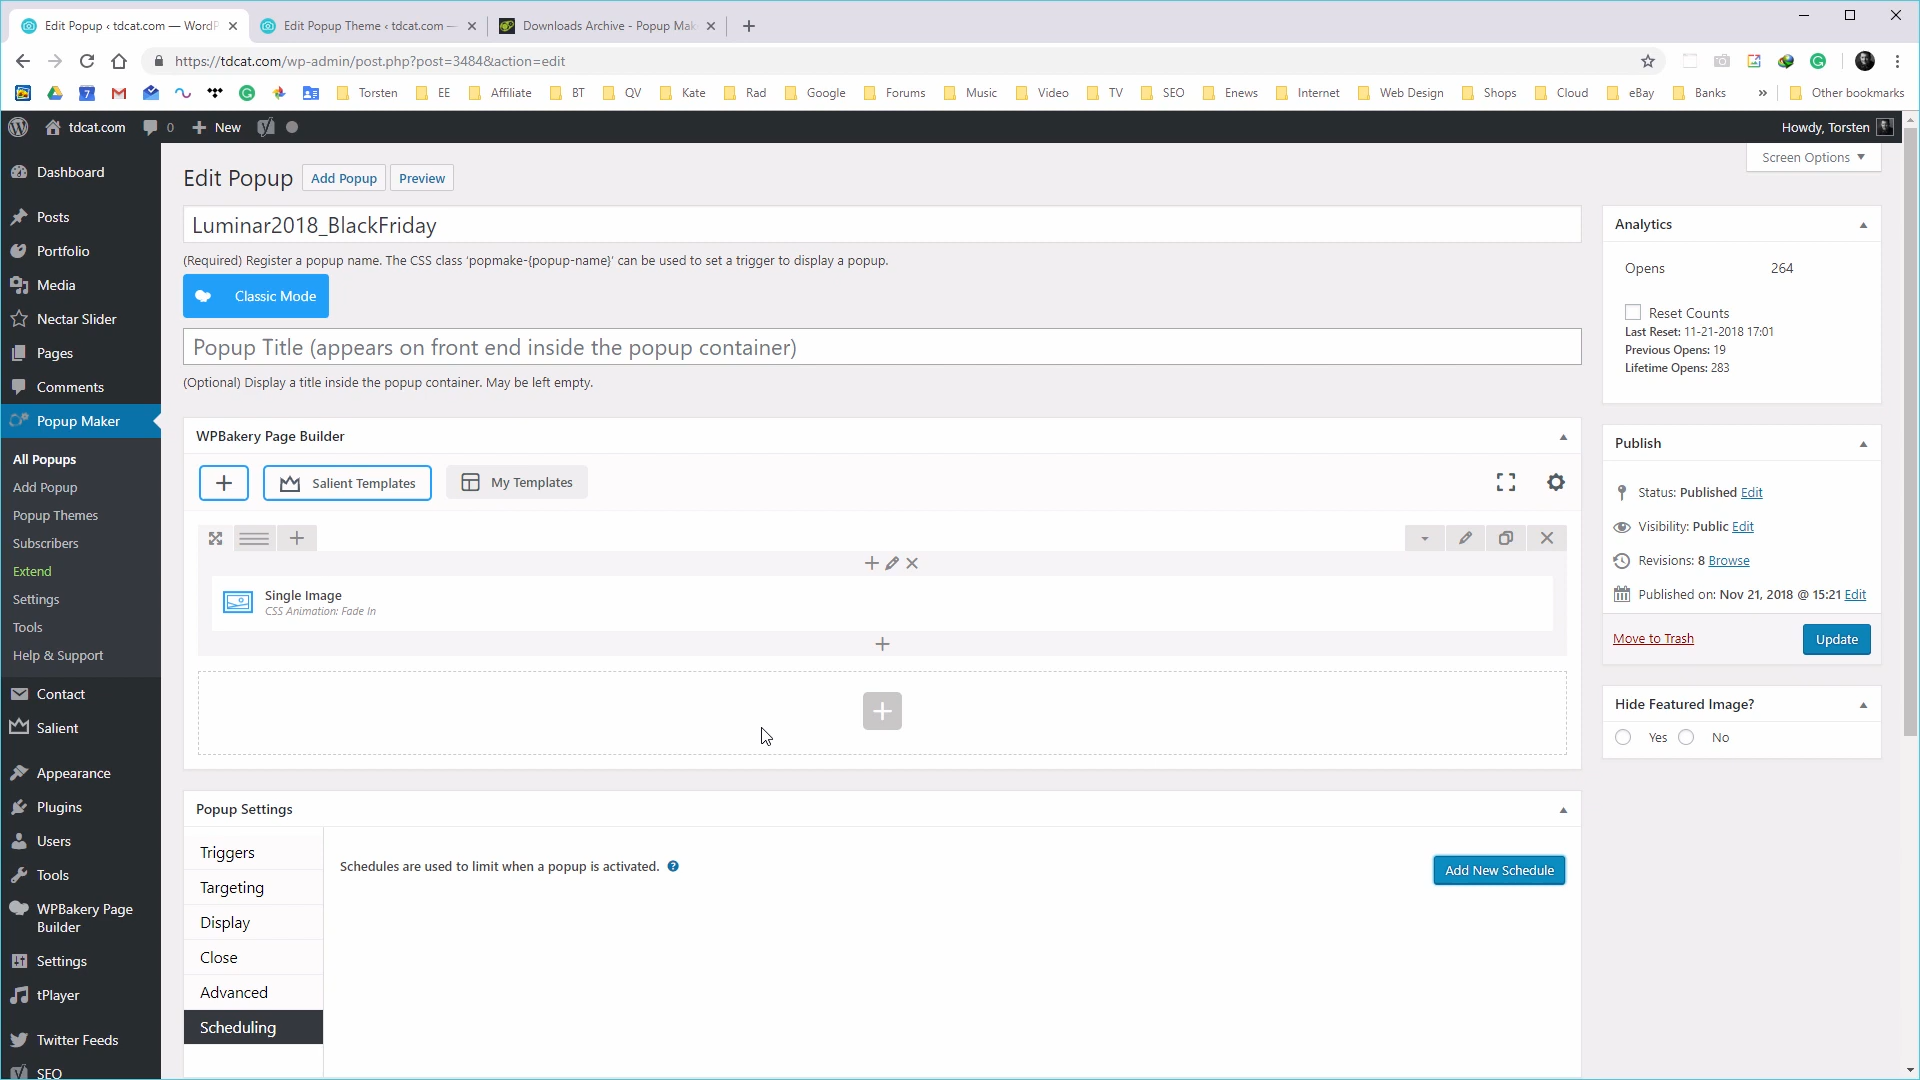 Edit Popup ‹ tdcat.com — WordP
Edit Popup Theme ‹ tdcat.com —
Downloads Archive - Popup Mak
https://tdcat.com/wp-admin/post.php?post=3484&action=edit
7 Torsten EE Affiliate BT QV Kate Rad Google Forums Music Video TV SEO Enews Internet Web Design Shops Cloud eBay Banks » Other bookmarks
tdcat.com 0 New Howdy, Torsten
Screen Options
Dashboard
Posts
Portfolio
Media
Nectar Slider
Pages
Comments
Popup Maker
All Popups
Add Popup
Popup Themes
Subscribers
Extend
Settings
Tools
Help & Support
Contact
Salient
Appearance
Plugins
Users
Tools
WPBakery Page
Builder
Settings
tPlayer
Twitter Feeds
SEO
Edit Popup Add Popup Preview
Luminar2018_BlackFriday
(Required) Register a popup name. The CSS class 'popmake-{popup-name}' can be used to set a trigger to display a popup.
Classic Mode
Popup Title (appears on front end inside the popup container)
(Optional) Display a title inside the popup container. May be left empty.
WPBakery Page Builder
Salient Templates My Templates
Single Image
CSS Animation: Fade In
Popup Settings
Triggers
Targeting
Display
Close
Advanced
Scheduling
Schedules are used to limit when a popup is activated. ?
Add New Schedule
Analytics
Opens 264
Reset Counts
Last Reset: 11-21-2018 17:01
Previous Opens: 19
Lifetime Opens: 283
Publish
Status: Published Edit
Visibility: Public Edit
Revisions: 8 Browse
Published on: Nov 21, 2018 @ 15:21 Edit
Move to Trash Update
Hide Featured Image?
Yes No